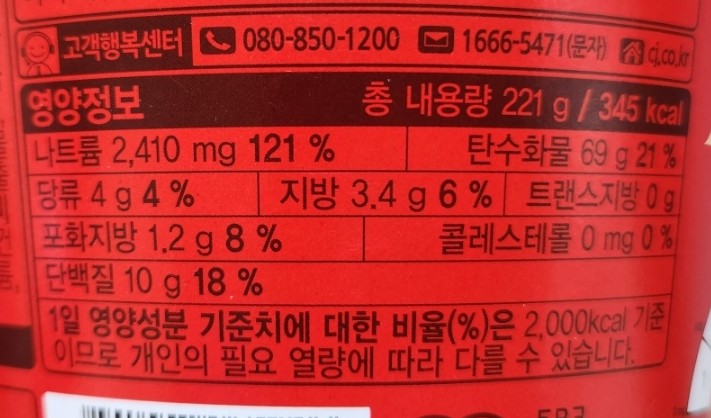 고객행복센터 080-850-1200 1666-5471(문자) cj.co.kr
영양정보 총 내용량 221 g / 345 kcal
나트륨 2,410 mg 121 % 탄수화물 69 g 21 %
당류 4 g 4 % 지방 3.4 g 6 % 트랜스지방 0 g
포화지방 1.2 g 8 % 콜레스테롤 0 mg 0 %
단백질 10 g 18 %
1일 영양성분 기준치에 대한 비율(%)은 2,000kcal 기준
이므로 개인의 필요 열량에 따라 다를 수 있습니다.